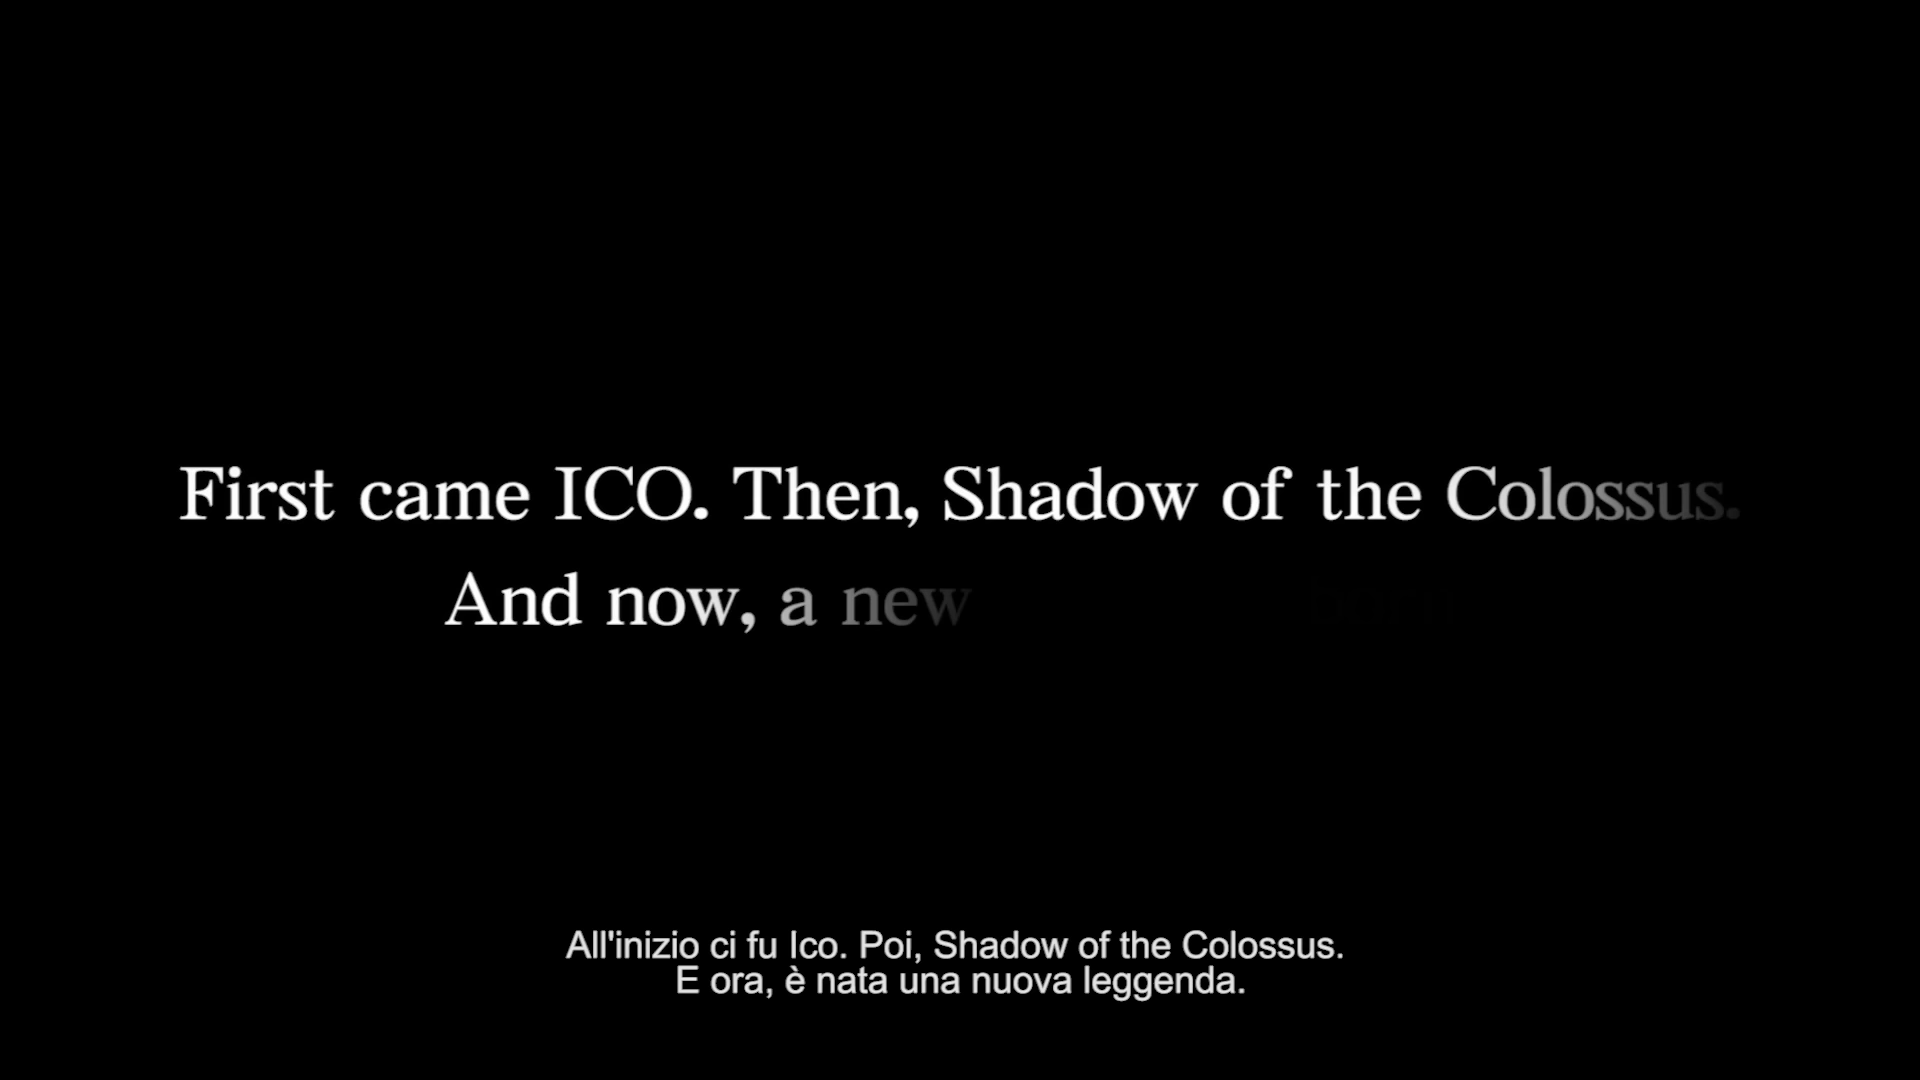 First came ICO. Then, Shadow of the Colossus.
And now, a new born
All'inizio ci fu Ico. Poi, Shadow of the Colossus.
E ora, è nata una nuova leggenda.